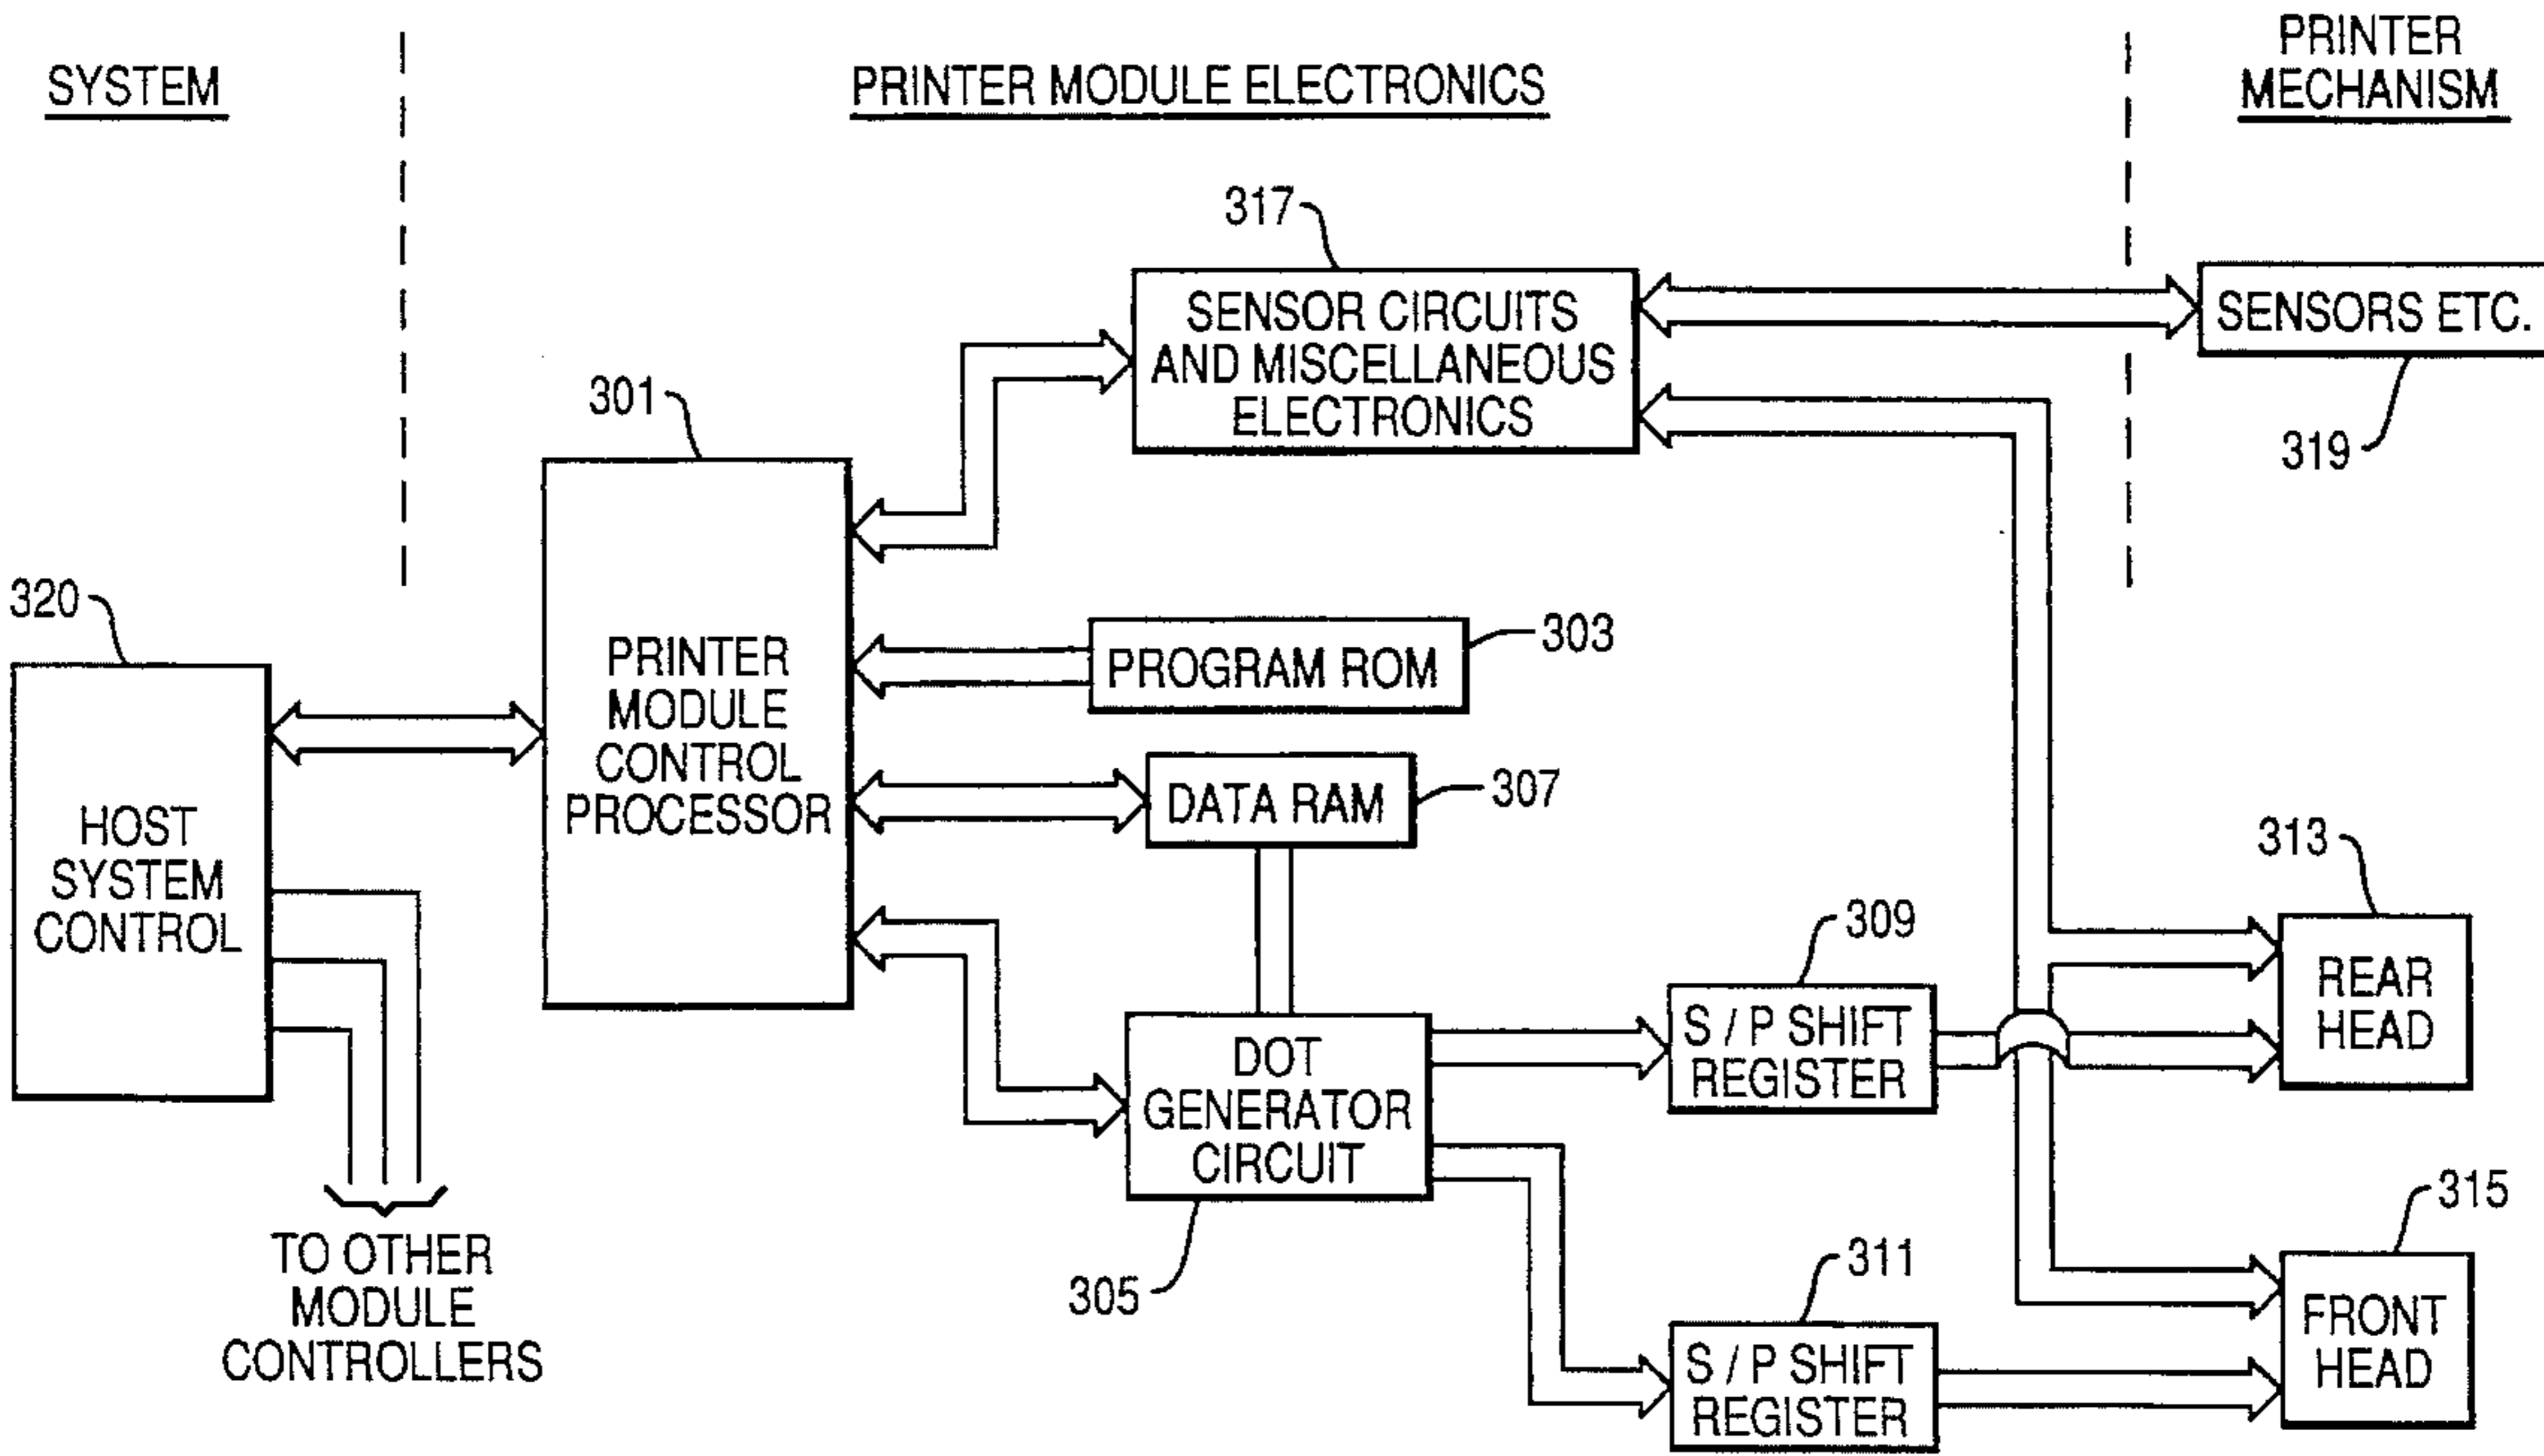 SYSTEM
PRINTER MODULE ELECTRONICS
PRINTER
MECHANISM
317
SENSOR CIRCUITS
AND MISCELLANEOUS
ELECTRONICS
SENSORS ETC.
319
301
PRINTER
MODULE
CONTROL
PROCESSOR
320
HOST
SYSTEM
CONTROL
303
PROGRAM ROM
307
DATA RAM
313
REAR
HEAD
309
S / P SHIFT
REGISTER
DOT
GENERATOR
CIRCUIT
305
315
FRONT
HEAD
311
S / P SHIFT
REGISTER
TO OTHER
MODULE
CONTROLLERS